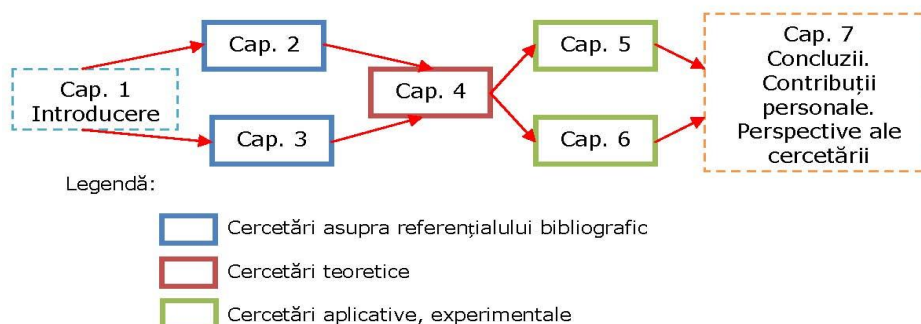 Cap. 1
Introducere
Cap. 2
Cap. 3
Cap. 4
Cap. 5
Cap. 6
Cap. 7
Concluzii.
Contribuții
personale.
Perspective ale
cercetării
Legendă:
Cercetări asupra referențialului bibliografic
Cercetări teoretice
Cercetări aplicative, experimentale